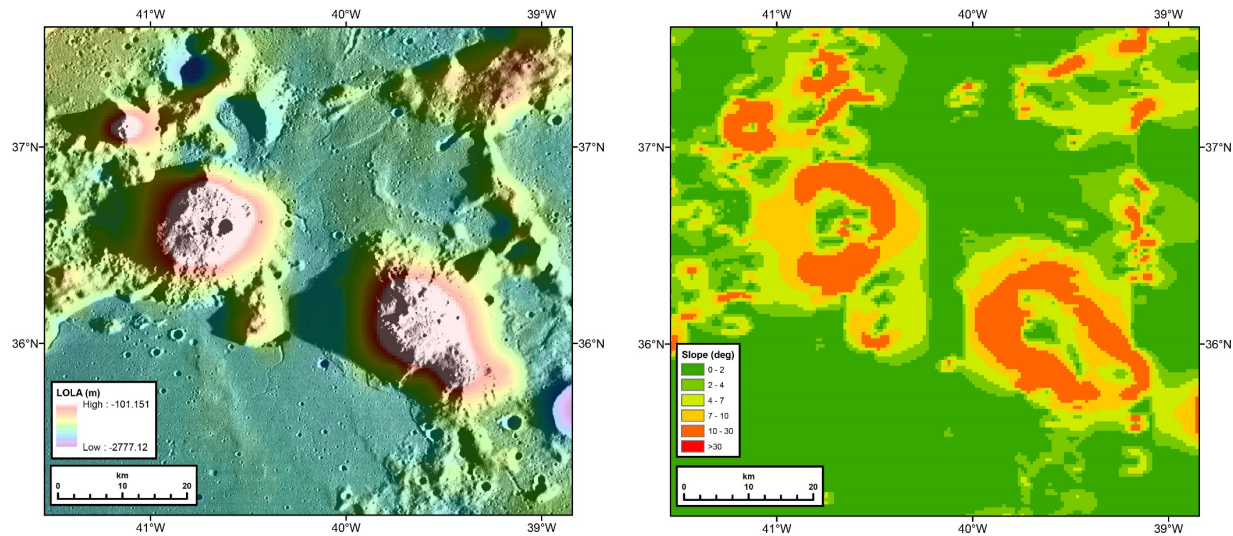 41°W 40°W 39°W
37°N
36°N
LOLA (m)
High : -101.151
Low : -2777.12
km
0 10 20
41°W 40°W 39°W
41°W 40°W 39°W
37°N 37°N
36°N 36°N
Slope (deg)
0 - 2
2 - 4
4 - 7
7 - 10
10 - 30
>30
km
0 10 20
41°W 40°W 39°W
37°N
36°N